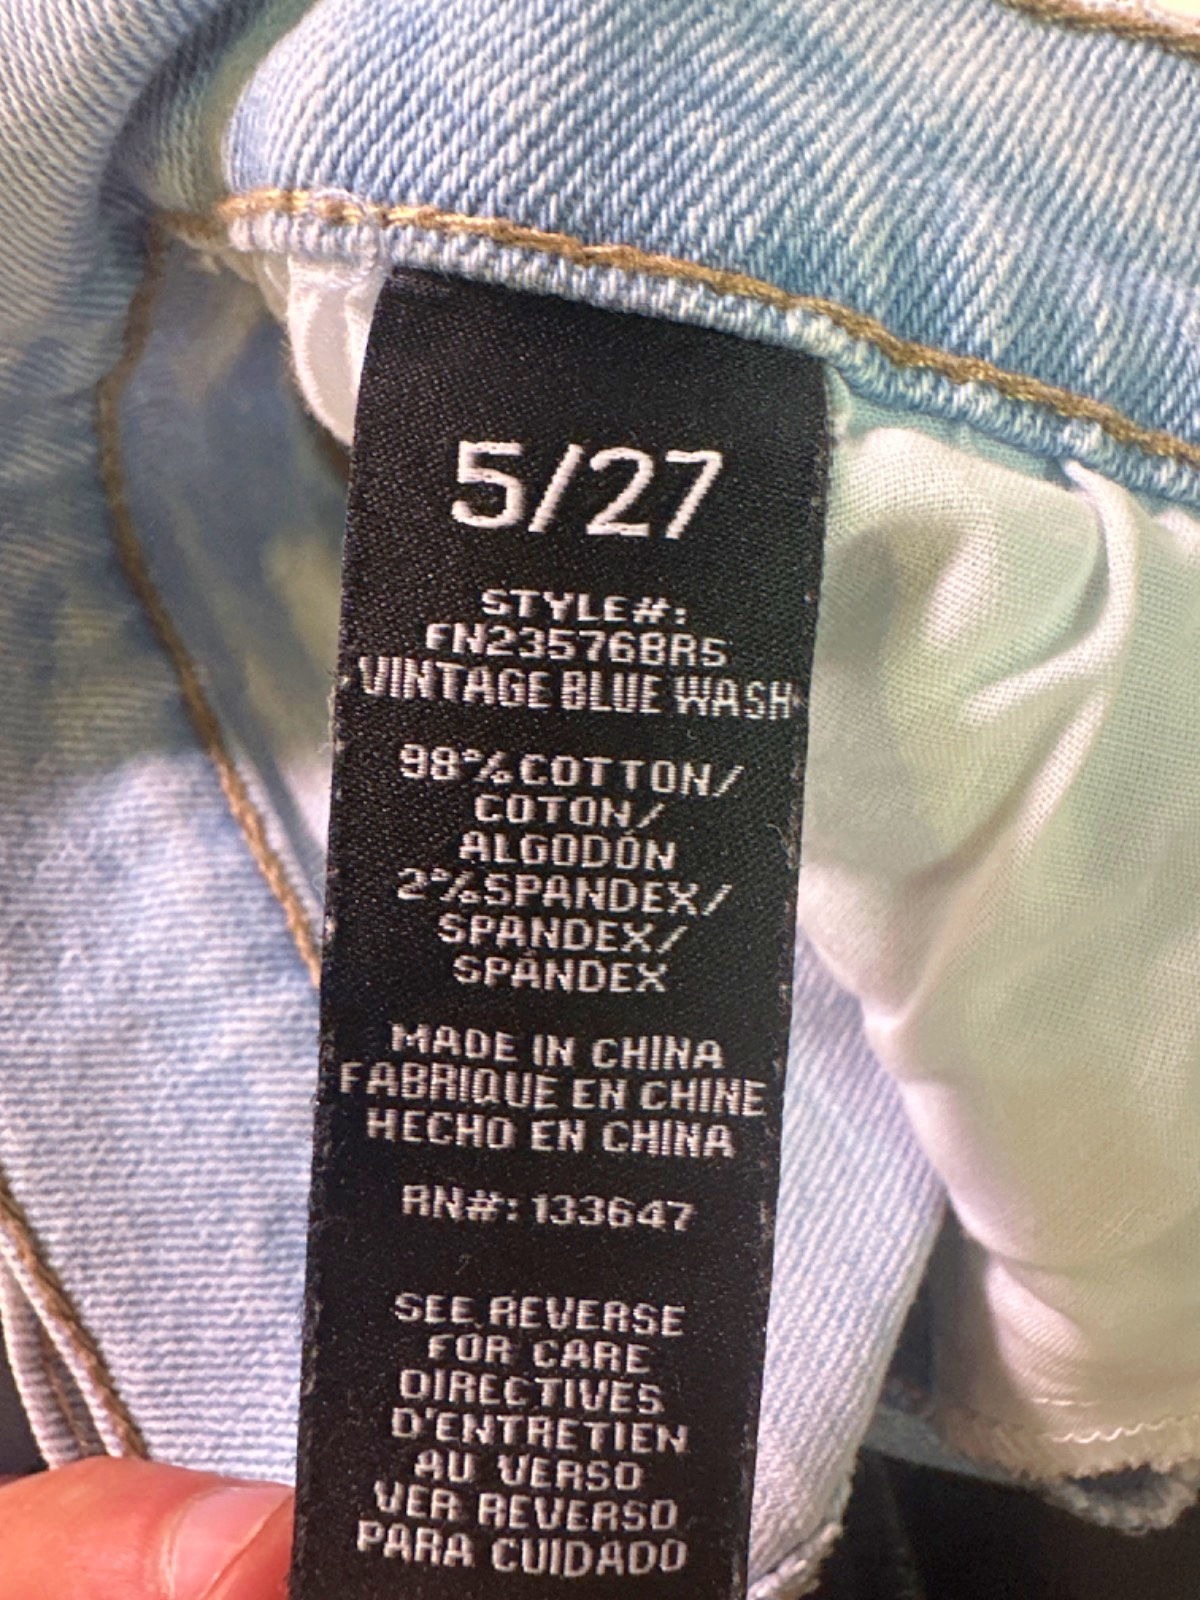 5/27
STYLE#:
FN235768R5
VINTAGE BLUE WASH
98%COTTON/
COTON/
ALGODÓN
2%SPANDEX/
SPANDEX/
SPANDEX
MADE IN CHINA
FABRIQUE EN CHINE
HECHO EN CHINA
RN#: 133647
SEE REVERSE
FOR CARE
DIRECTIVES
D'ENTRETIEN
AU VERSO
VER REVERSO
PARA CUIDADO